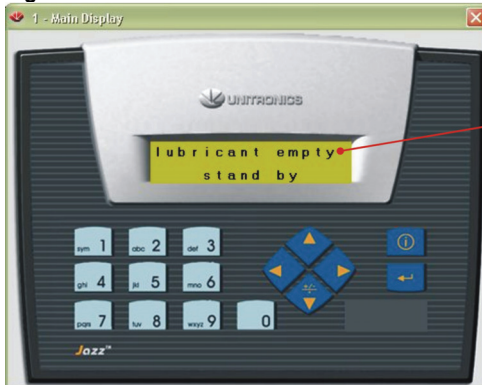 1 - Main Display
UNITRONICS
lubricant empty
stand by
sym 1
abc 2
def 3
ghi 4
jkl 5
mno 6
+/-
pqrs 7
tuv 8
wxyz 9
0
Jazz™